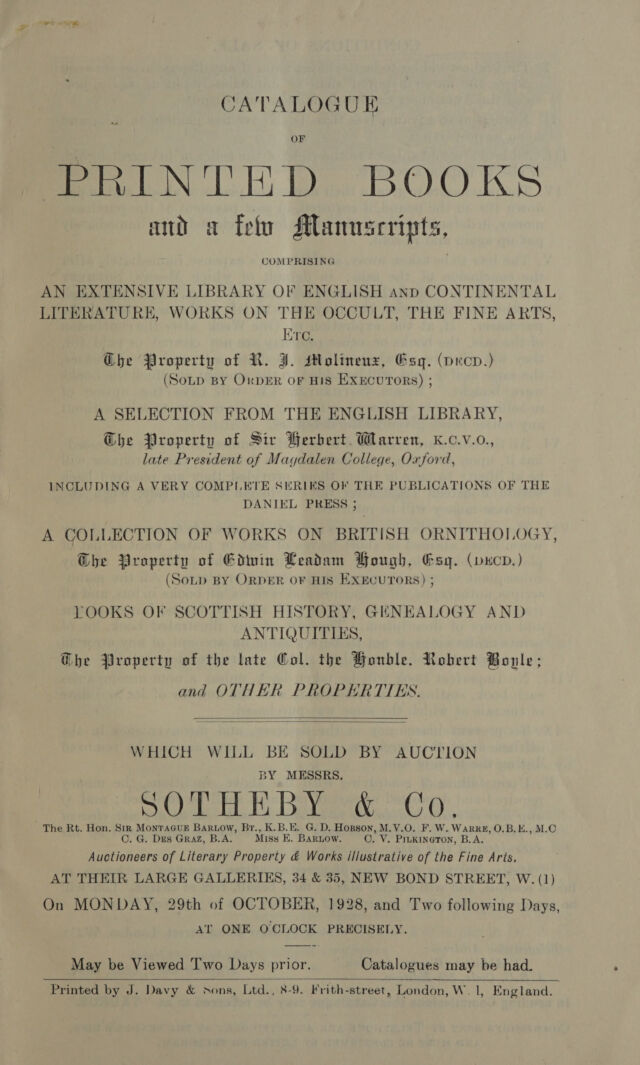 CATALOGUE
OF
PRINTED BOOKS
and a few Manuscripts,
COMPRISING
AN EXTENSIVE LIBRARY OF ENGLISH AND CONTINENTAL
LITERATURE, WORKS ON THE OCCULT, THE FINE ARTS,
ETC.
The Property of R. J. Molineux, Esq. (DECD.)
(SOLD BY ORDER OF HIS EXECUTORS) ;
A SELECTION FROM THE ENGLISH LIBRARY,
The Property of Sir Herbert Warren, K.C.V.O.,
late President of Magdalen College, Oxford,
INCLUDING A VERY COMPLETE SERIES OF THE PUBLICATIONS OF THE
DANIEL PRESS ;
A COLLECTION OF WORKS ON BRITISH ORNITHOLOGY,
The Property of Edwin Leadam Hough, Esq. (DECD.)
(SOLD BY ORDER OF HIS EXECUTORS) ;
BOOKS OF SCOTTISH HISTORY, GENEALOGY AND
ANTIQUITIES,
The Property of the late Col. the Honble. Robert Boyle;
and OTHER PROPERTIES.
WHICH WILL BE SOLD BY AUCTION
BY MESSRS.
SOTHEBY & Co.
The Rt. Hon. SIR MONTAGUE BARLOW, BT., K.B.E. G. D. HOBSON, M.V.O. F. W. WARRE, O.B.E., M.C
C. G. DES GRAZ, B.A. MISS E. BARLOW. C. V. PILKINGTON, B.A.
Auctioneers of Literary Property & Works illustrative of the Fine Arts,
AT THEIR LARGE GALLERIES, 34 & 35, NEW BOND STREET, W.(1)
On MONDAY, 29th of OCTOBER, 1928, and Two following Days,
AT ONE O'CLOCK PRECISELY.
May be Viewed Two Days prior. Catalogues may be had.
Printed by J. Davy & Sons, Ltd., 8-9. Frith-street, London, W. 1, England.